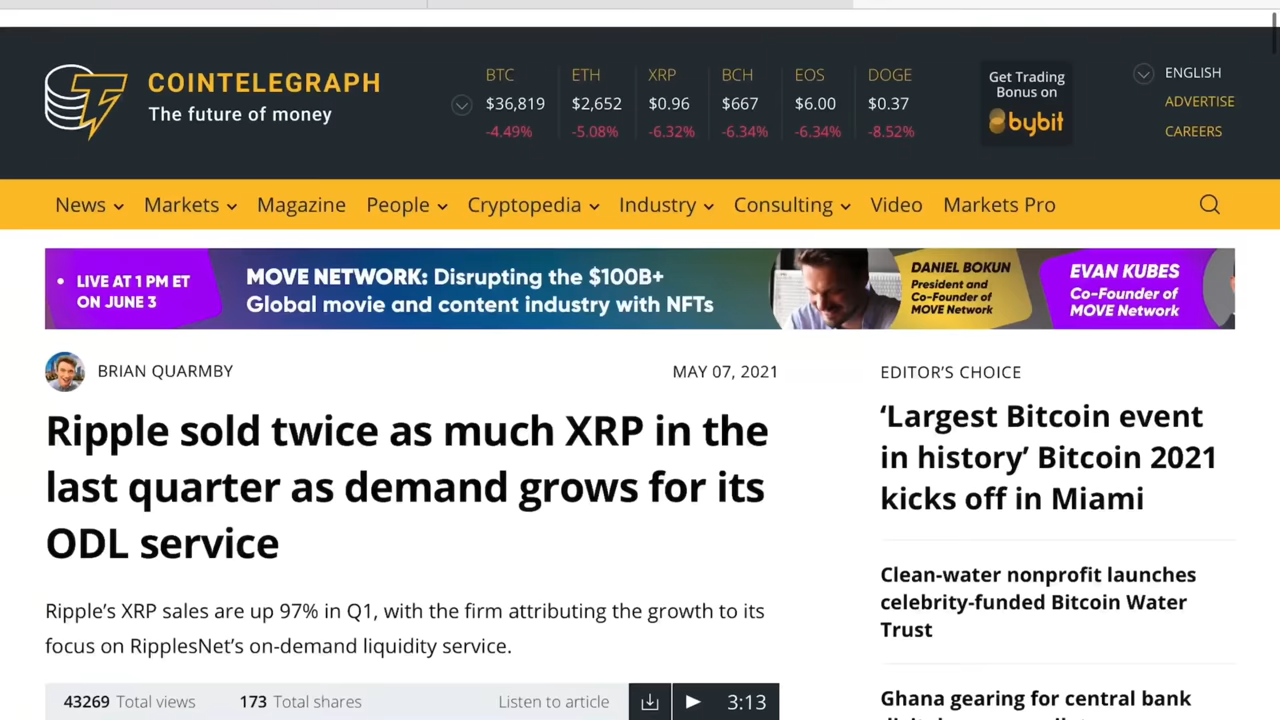 COINTELEGRAPH
The future of money
BTC ETH XRP BCH EOS DOGE
$36,819 $2,652 $0.96 $667 $6.00 $0.37
-4.49% -5.08% -6.32% -6.34% -6.34% -8.52%
Get Trading
Bonus on
bybit
ENGLISH
ADVERTISE
CAREERS
News Markets Magazine People Cryptopedia Industry Consulting Video Markets Pro
• LIVE AT 1 PM ET
ON JUNE 3
MOVE NETWORK: Disrupting the $100B+
Global movie and content industry with NFTs
DANIEL BOKUN
President and
Co-Founder of
MOVE Network
EVAN KUBES
Co-Founder of
MOVE Network
BRIAN QUARMBY
MAY 07, 2021
Ripple sold twice as much XRP in the
last quarter as demand grows for its
ODL service
Ripple’s XRP sales are up 97% in Q1, with the firm attributing the growth to its
focus on RipplesNet’s on-demand liquidity service.
43269 Total views 173 Total shares Listen to article 3:13
EDITOR’S CHOICE
‘Largest Bitcoin event
in history’ Bitcoin 2021
kicks off in Miami
Clean-water nonprofit launches
celebrity-funded Bitcoin Water
Trust
Ghana gearing for central bank